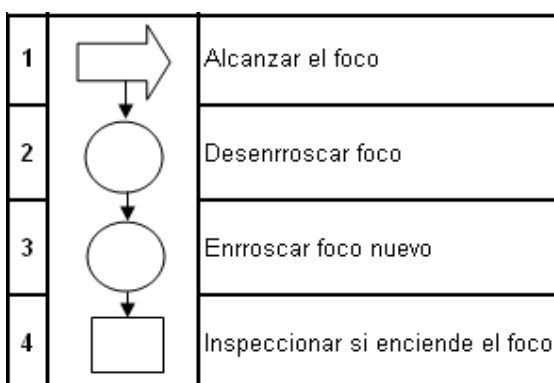 1 Alcanzar el foco
2 Desenrroscar foco
3 Enrroscar foco nuevo
4 Inspeccionar si enciende el foco